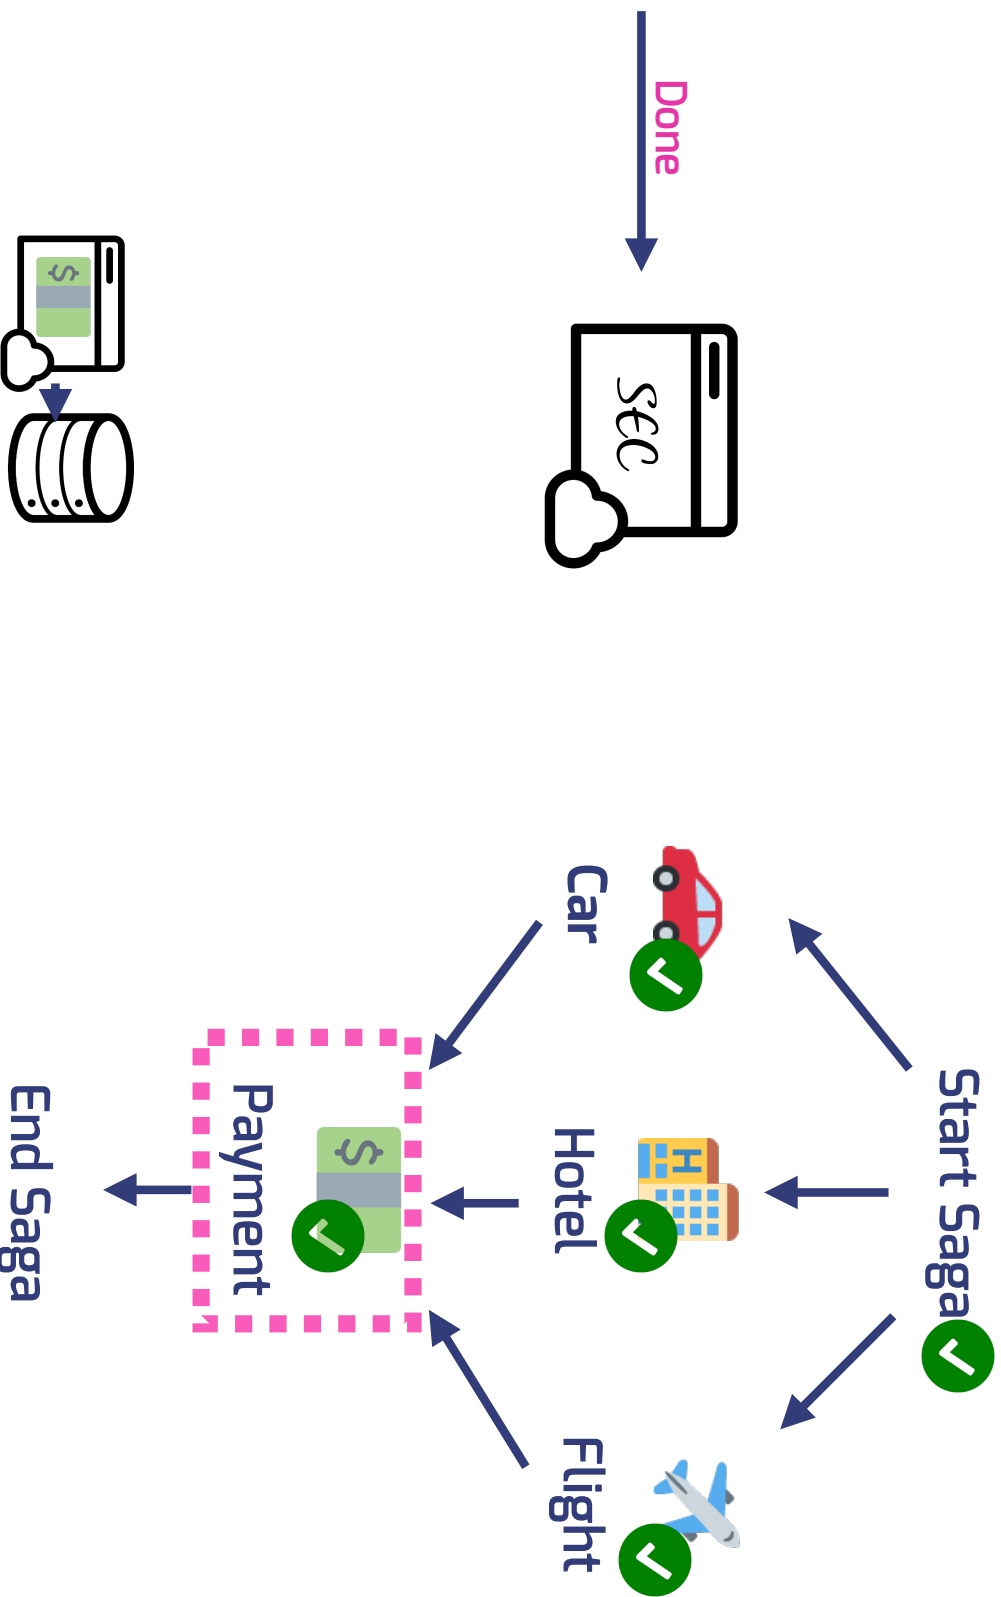 Start Saga
Done
SEC
H
Car
Hotel
Flight
$
$
Payment
End Saga